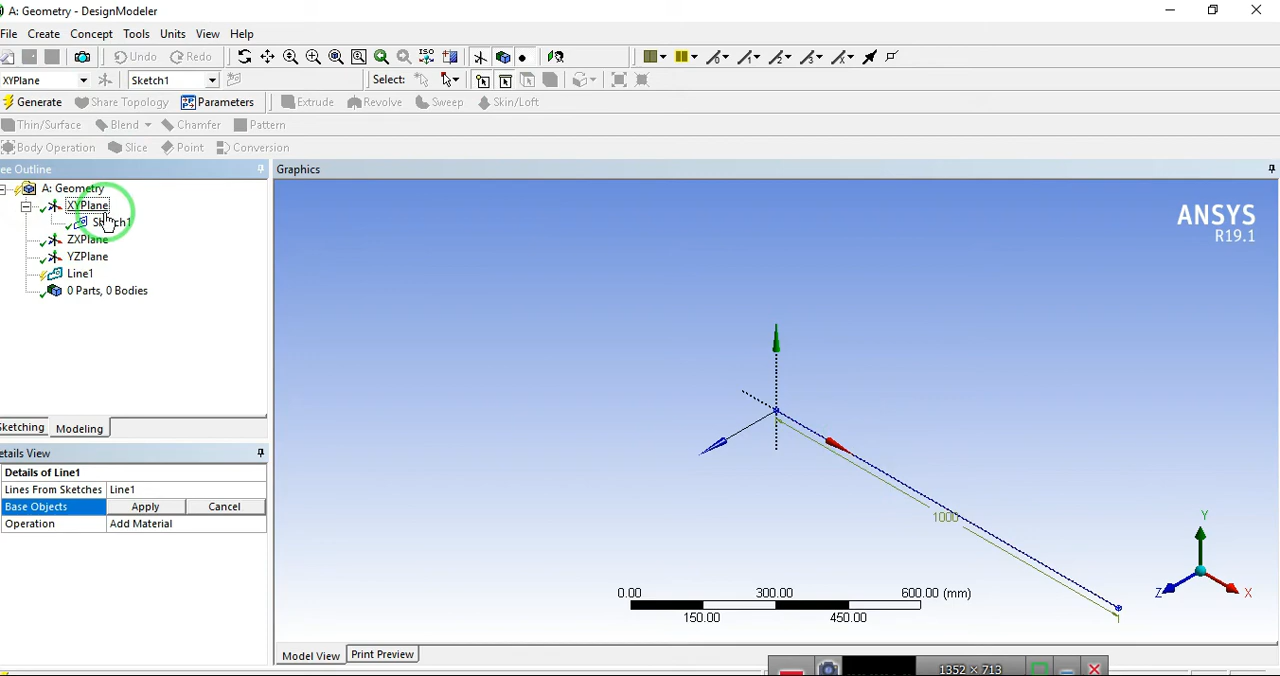 A: Geometry - DesignModeler
File Create Concept Tools Units View Help
Undo Redo ISO
XYPlane Sketch1 Select:
Generate Share Topology Parameters Extrude Revolve Sweep Skin/Loft
Thin/Surface Blend Chamfer Pattern
Body Operation Slice Point Conversion
ee Outline Graphics
A: Geometry
XYPlane
Sketch1
ZXPlane
YZPlane
Line1
0 Parts, 0 Bodies
ANSYS
R19.1
Sketching Modeling
etails View
Details of Line1
Lines From Sketches Line1
Base Objects Apply Cancel
Operation Add Material
1000
Y
Z X
0.00 300.00 600.00 (mm)
150.00 450.00
Model View Print Preview
1352 × 713